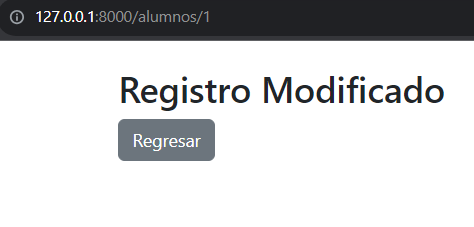 127.0.0.1:8000/alumnos/1
Registro Modificado
Regresar